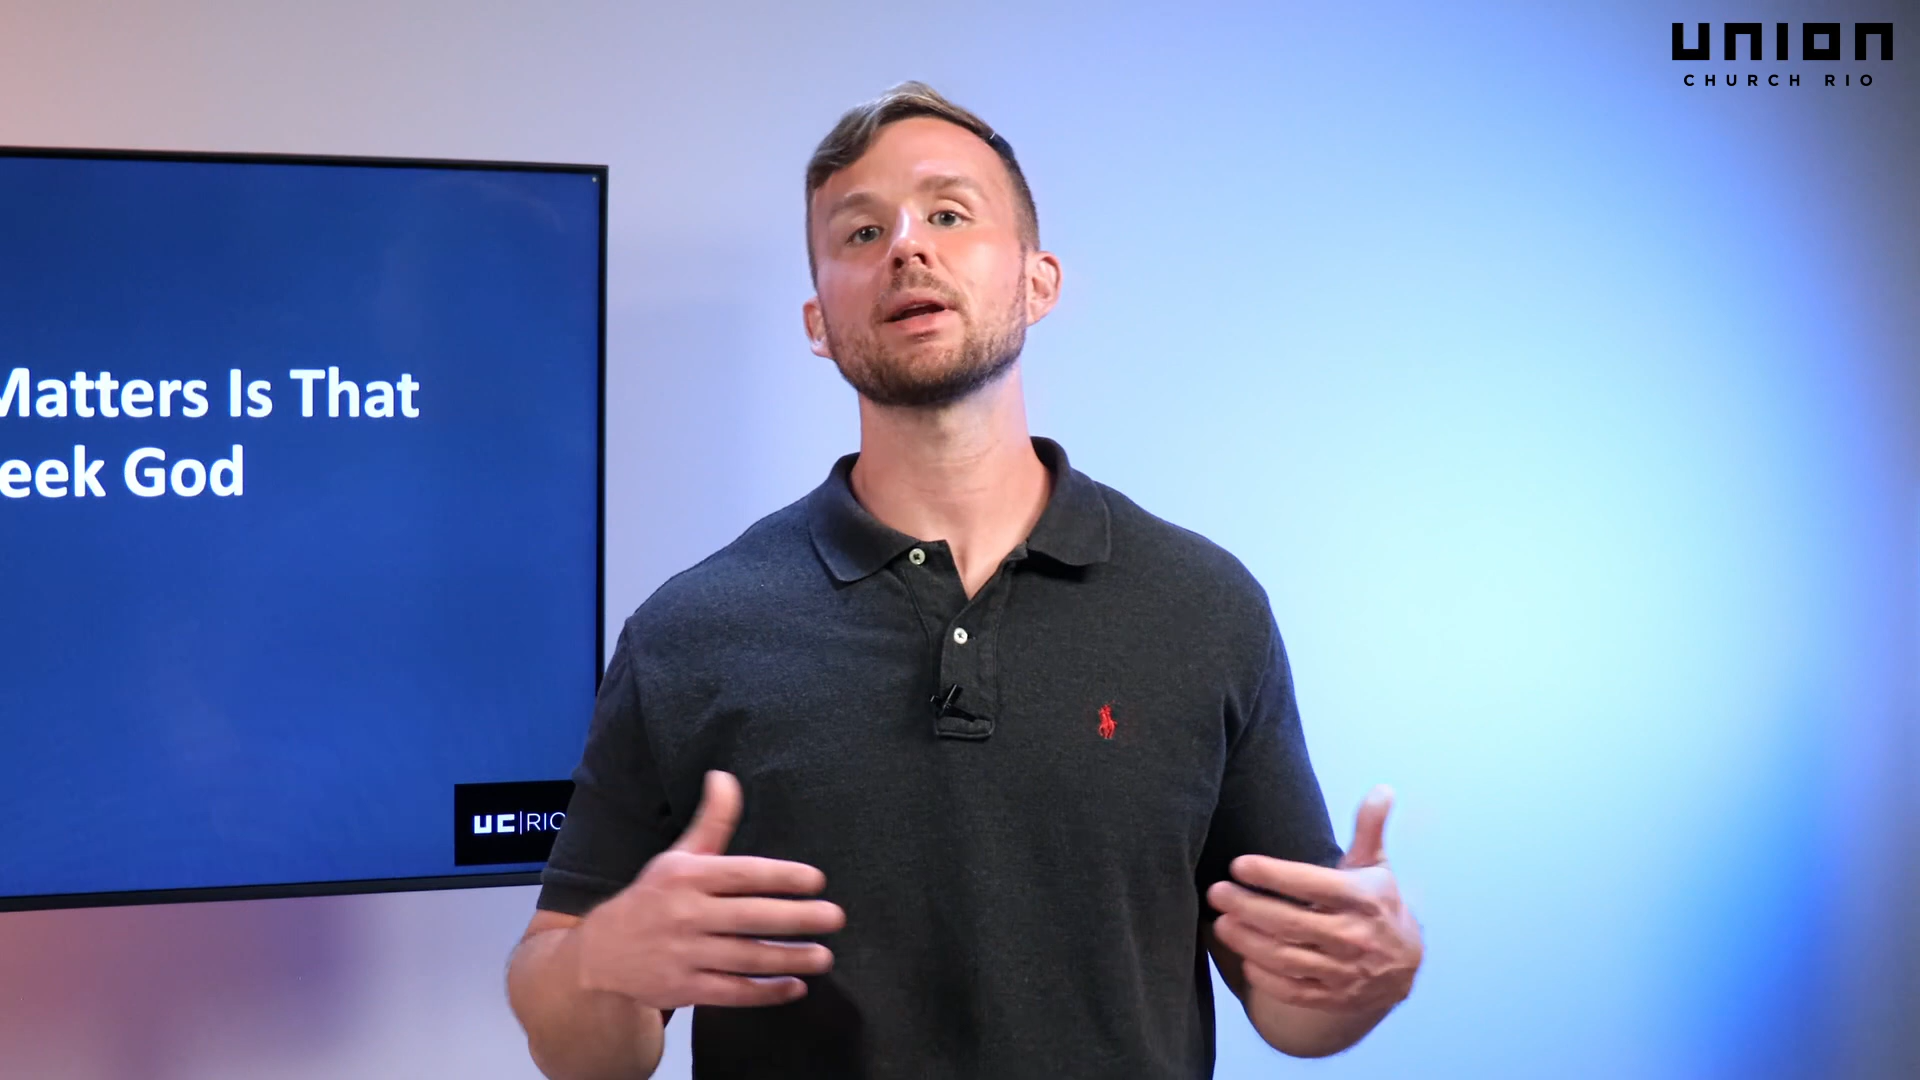 UNION
CHURCH RIO
Matters Is That
eek God
UC|RIO